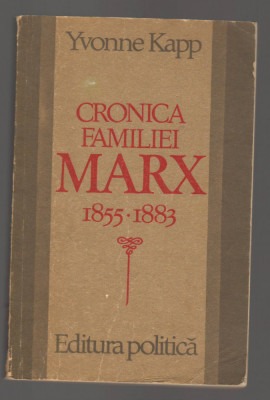 Yvonne Kapp
CRONICA
FAMILIEI
MARX
1855·1883
Editura politică